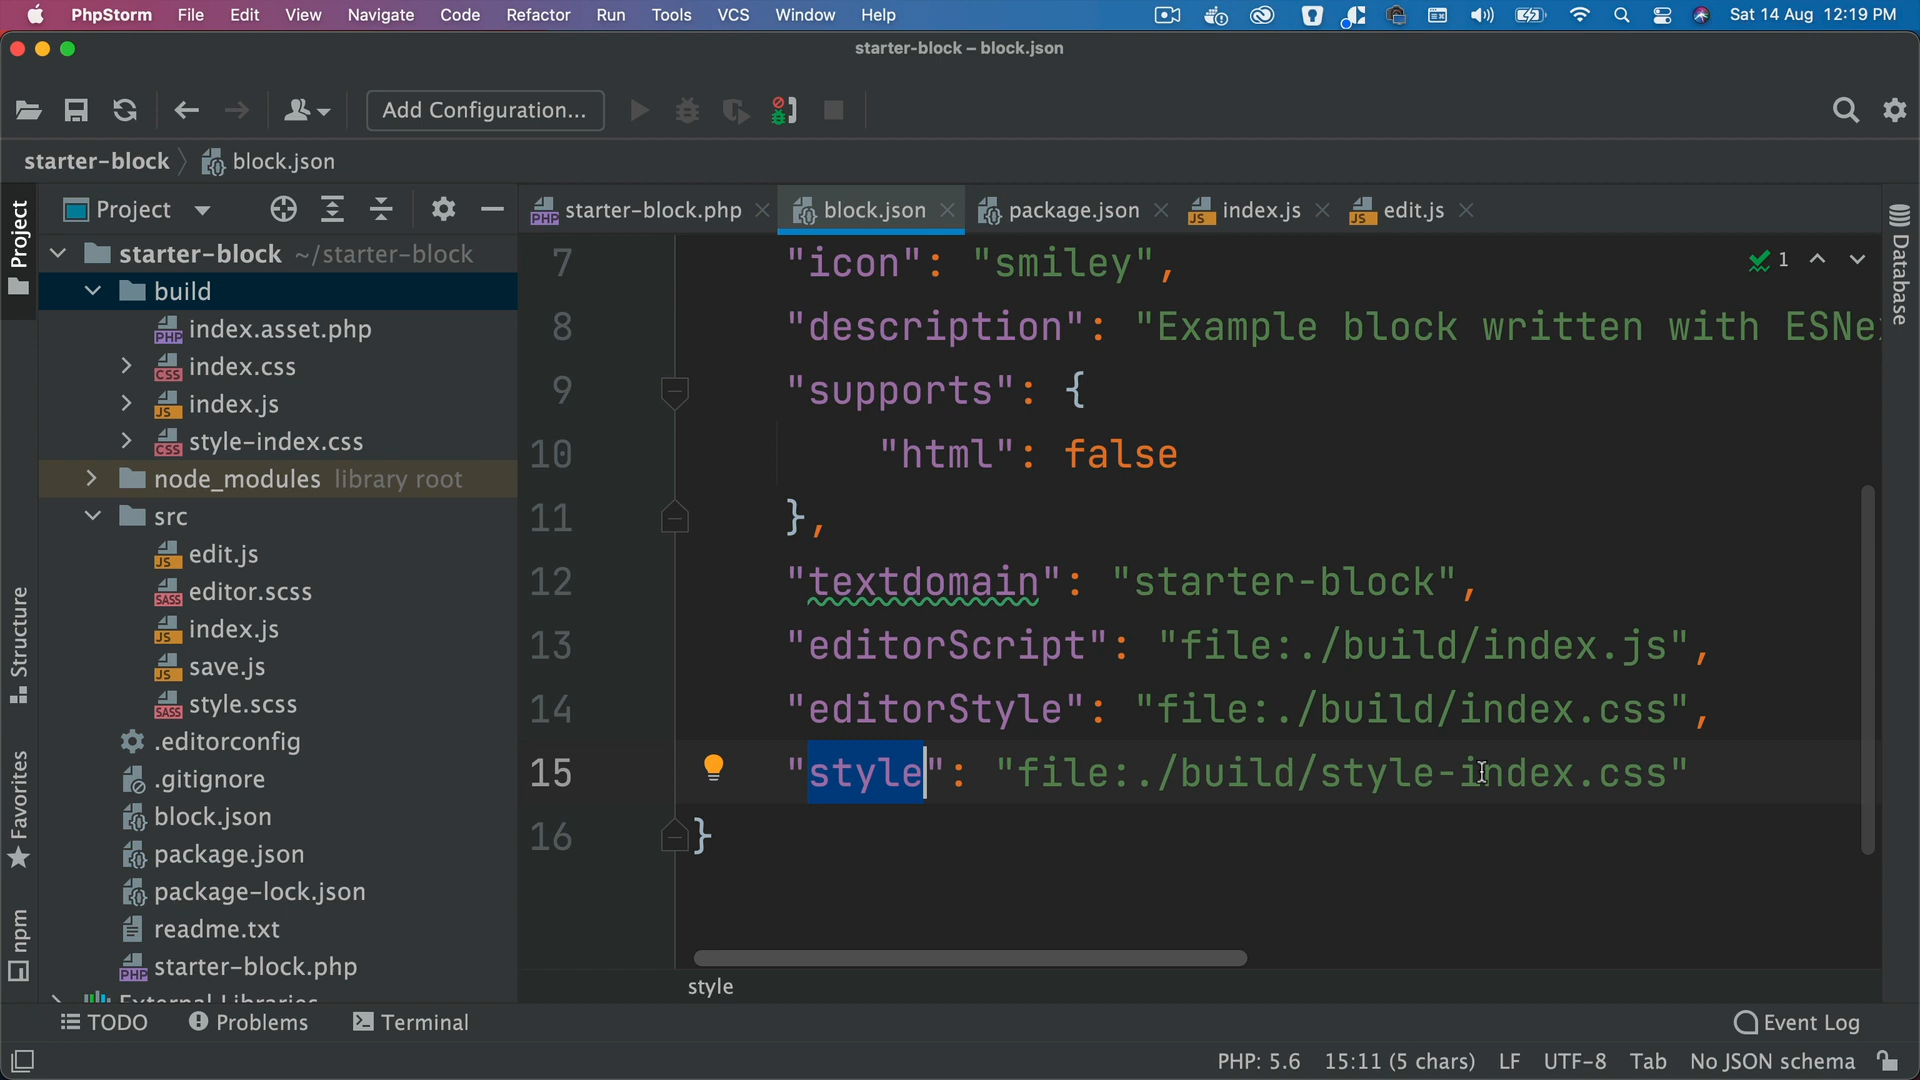 PhpStorm File Edit View Navigate Code Refactor Run Tools VCS Window Help Sat 14 Aug 12:19 PM
starter-block – block.json
Add Configuration...
starter-block block.json
Project
starter-block.php block.json package.json index.js edit.js
Project
Structure
Favorites
npm
starter-block ~/starter-block
build
index.asset.php
index.css
index.js
style-index.css
node_modules library root
src
edit.js
editor.scss
index.js
save.js
style.scss
.editorconfig
.gitignore
block.json
package.json
package-lock.json
readme.txt
starter-block.php
External Libraries
7 "icon": "smiley",
8 "description": "Example block written with ESNe
9 "supports": {
10 "html": false
11 },
12 "textdomain": "starter-block",
13 "editorScript": "file:./build/index.js",
14 "editorStyle": "file:./build/index.css",
15 "style": "file:./build/style-index.css"
16 }
1
Database
style
TODO Problems Terminal Event Log
PHP: 5.6 15:11 (5 chars) LF UTF-8 Tab No JSON schema